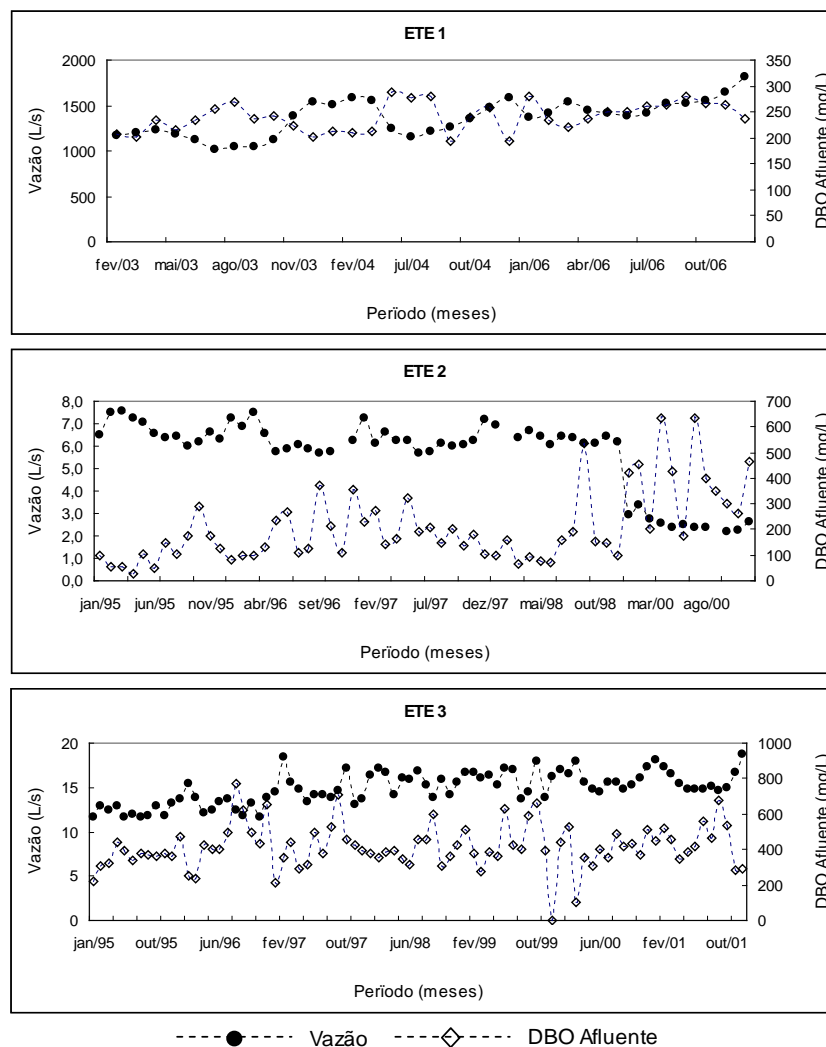 ETE 1
2000
1500
1000
500
0
350
300
250
200
150
100
50
0
Vazão (L/s)
DBO Afluente (mg/L)
fev/03 mai/03 ago/03 nov/03 fev/04 jul/04 out/04 jan/06 abr/06 jul/06 out/06
Perïodo (meses)
ETE 2
8,0
7,0
6,0
5,0
4,0
3,0
2,0
1,0
0,0
700
600
500
400
300
200
100
0
Vazão (L/s)
DBO Afluente (mg/L)
jan/95 jun/95 nov/95 abr/96 set/96 fev/97 jul/97 dez/97 mai/98 out/98 mar/00 ago/00
Perïodo (meses)
ETE 3
20
15
10
5
0
1000
800
600
400
200
0
Vazão (L/s)
DBO Afluente (mg/L)
jan/95 out/95 jun/96 fev/97 out/97 jun/98 fev/99 out/99 jun/00 fev/01 out/01
Perïodo (meses)
Vazão DBO Afluente